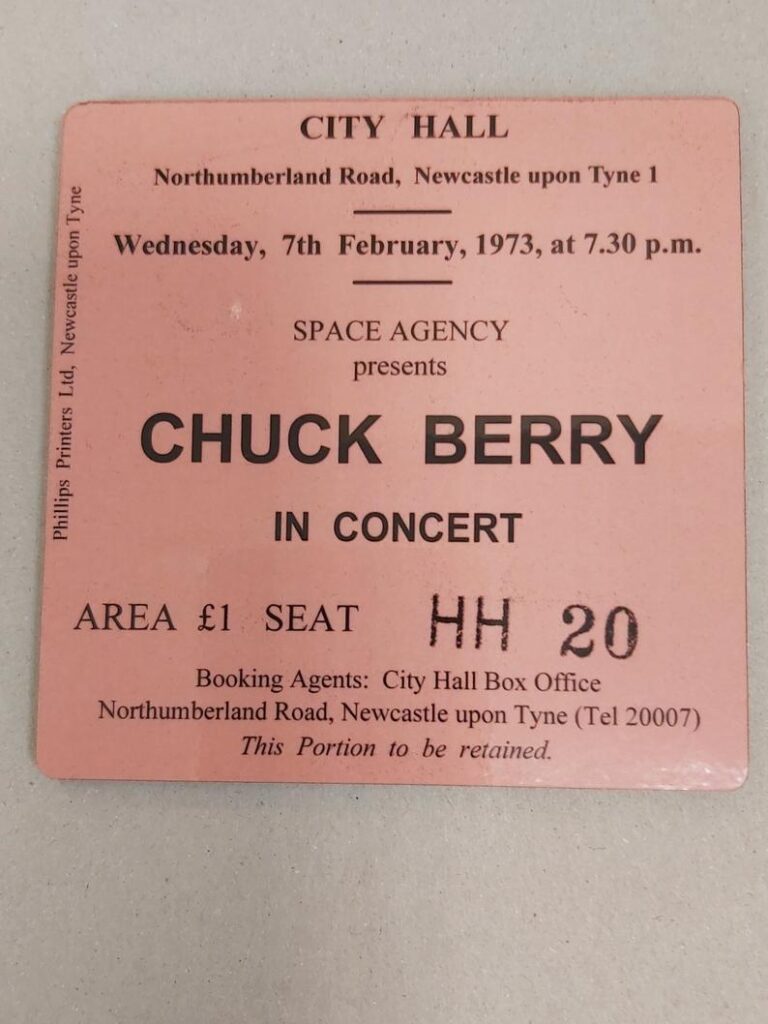 CITY HALL
Northumberland Road, Newcastle upon Tyne 1
Wednesday, 7th February, 1973, at 7.30 p.m.
SPACE AGENCY
presents
CHUCK BERRY
IN CONCERT
AREA £1 SEAT HH 20
Booking Agents: City Hall Box Office
Northumberland Road, Newcastle upon Tyne (Tel 20007)
This Portion to be retained.
Phillips Printers Ltd, Newcastle upon Tyne